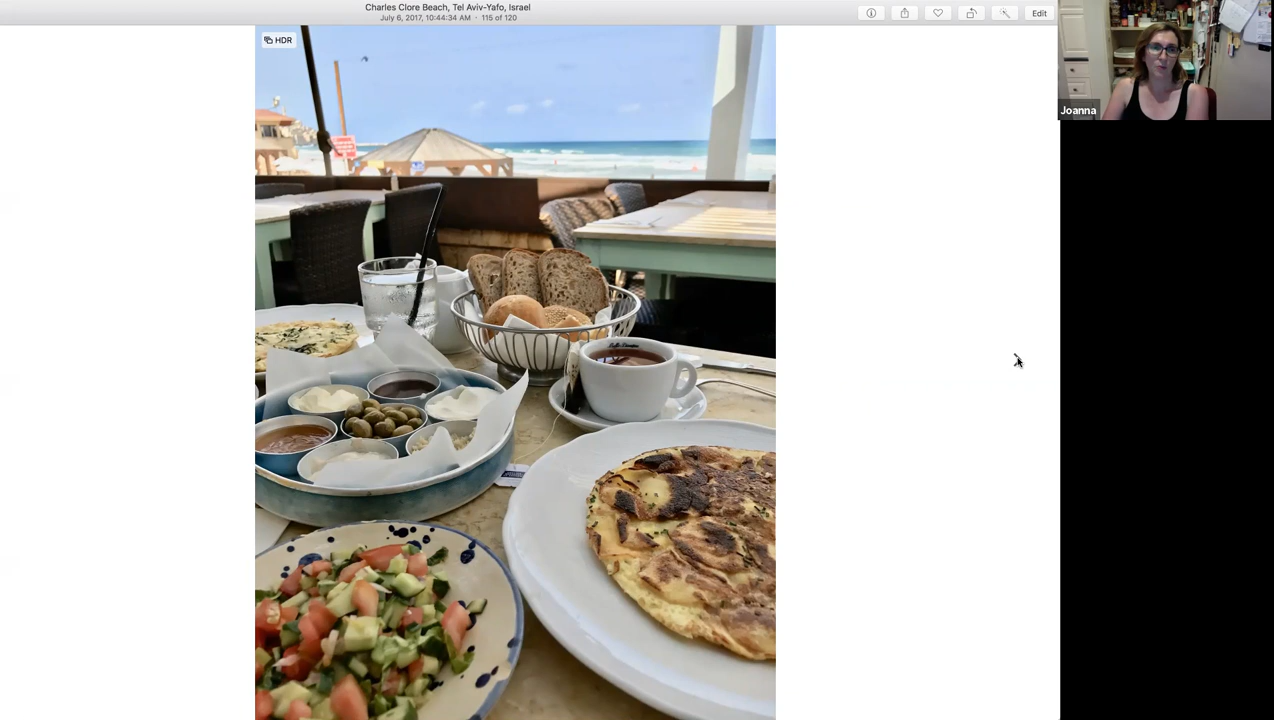 Charles Clore Beach, Tel Aviv-Yafo, Israel
July 6, 2017, 10:44:34 AM · 115 of 120
Edit
HDR
Joanna